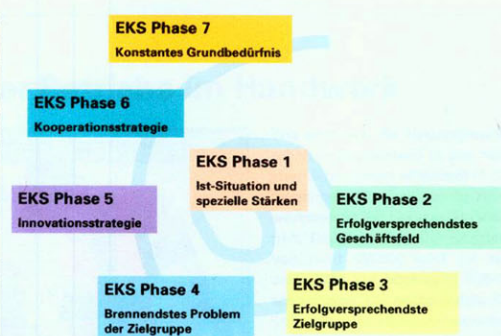 EKS Phase 7
Konstantes Grundbedürfnis
EKS Phase 6
Kooperationsstrategie
EKS Phase 1
Ist-Situation und
spezielle Stärken
EKS Phase 5
Innovationsstrategie
EKS Phase 2
Erfolgversprechendstes
Geschäftsfeld
EKS Phase 4
Brennendstes Problem
der Zielgruppe
EKS Phase 3
Erfolgversprechendste
Zielgruppe